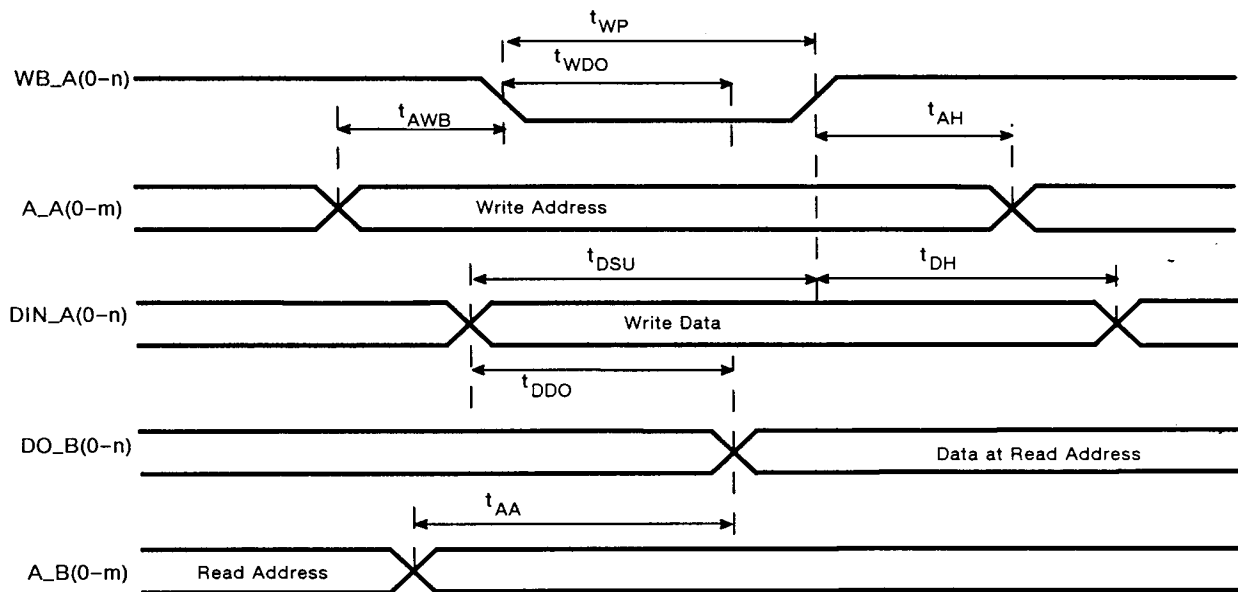 tWP
WB_A(0-n)
tWDO
tAWB
tAH
A_A(0-m)
Write Address
tDSU
tDH
DIN_A(0-n)
Write Data
tDDO
DO_B(0-n)
Data at Read Address
tAA
A_B(0-m)
Read Address